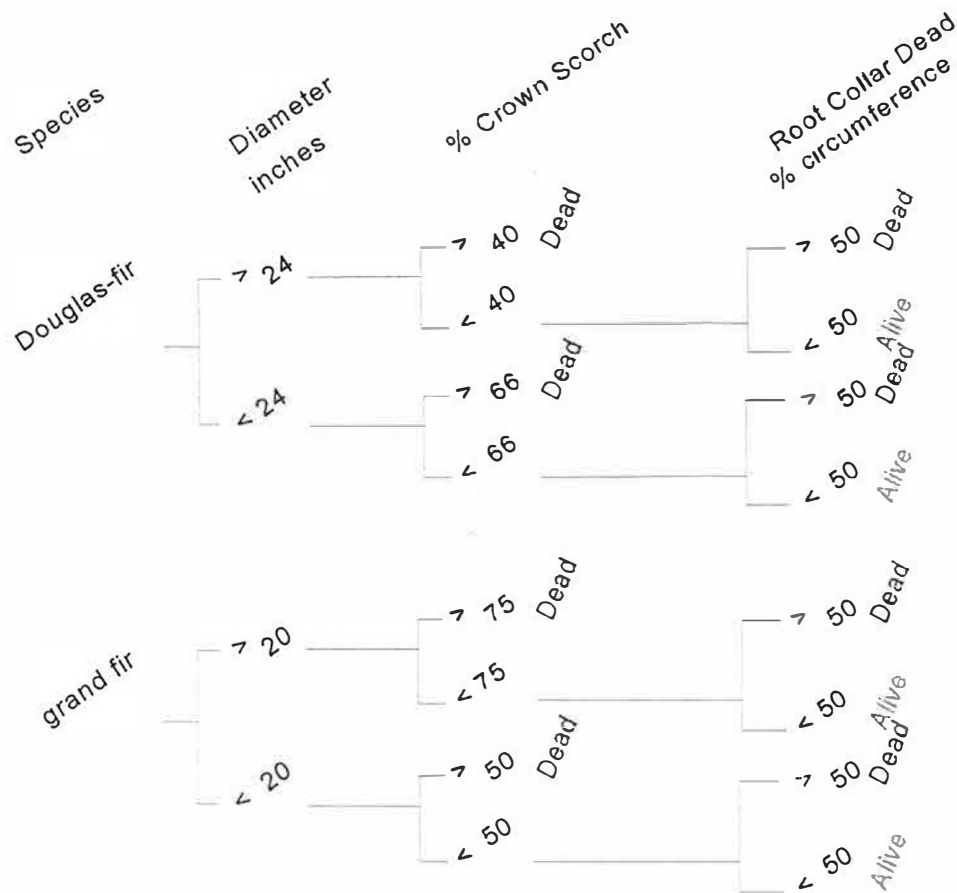 Species
Diameter
inches
% Crown Scorch
Root Collar Dead
% circumference
Douglas-fir
> 24
> 40 Dead
> 50 Dead
< 40
< 50 Alive
< 24
> 66 Dead
> 50 Dead
< 66
< 50 Alive
grand fir
> 20
> 75 Dead
> 50 Dead
< 75
< 50 Alive
< 20
> 50 Dead
-> 50 Dead
< 50
< 50 Alive